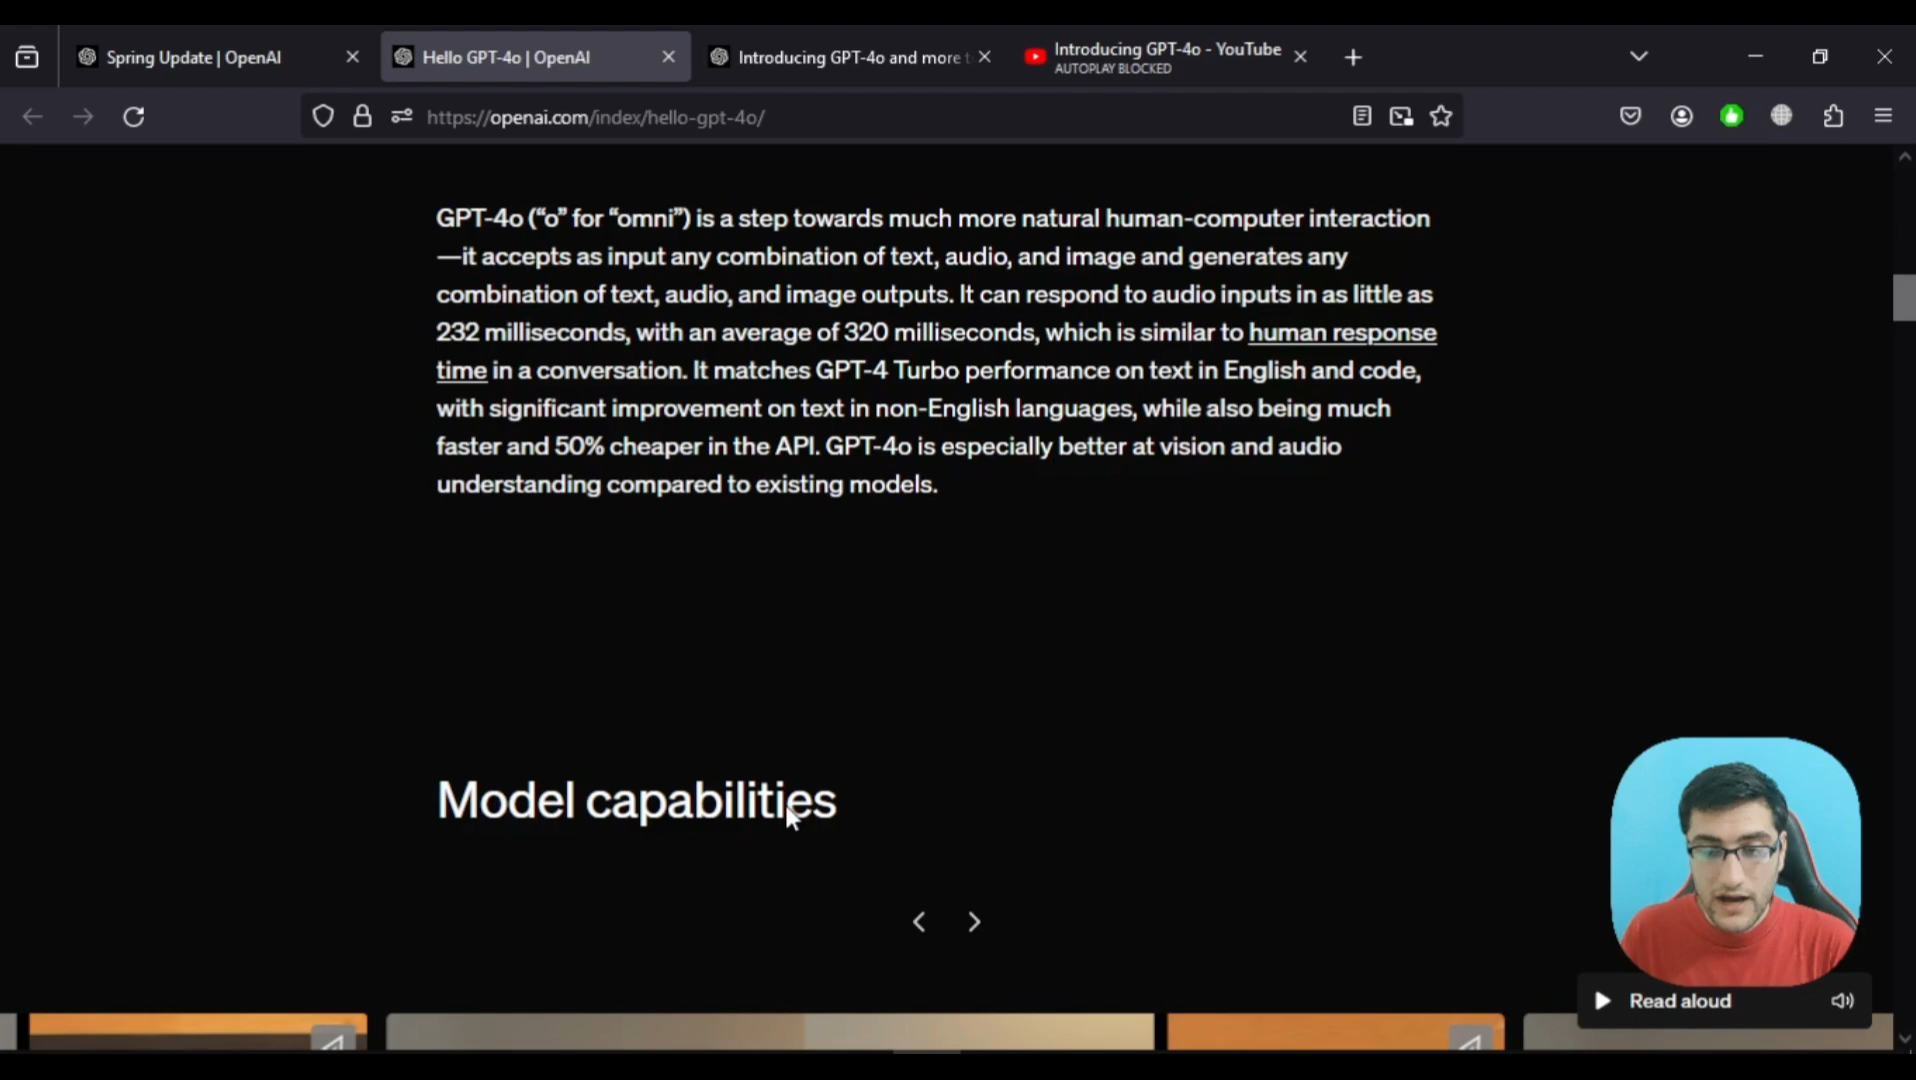 Spring Update | OpenAI
Hello GPT-4o | OpenAI
Introducing GPT-4o and more t
Introducing GPT-4o - YouTube
AUTOPLAY BLOCKED
https://openai.com/index/hello-gpt-4o/
GPT-4o (“o” for “omni”) is a step towards much more natural human-computer interaction
—it accepts as input any combination of text, audio, and image and generates any
combination of text, audio, and image outputs. It can respond to audio inputs in as little as
232 milliseconds, with an average of 320 milliseconds, which is similar to human response
time in a conversation. It matches GPT-4 Turbo performance on text in English and code,
with significant improvement on text in non-English languages, while also being much
faster and 50% cheaper in the API. GPT-4o is especially better at vision and audio
understanding compared to existing models.
Model capabilities
Read aloud